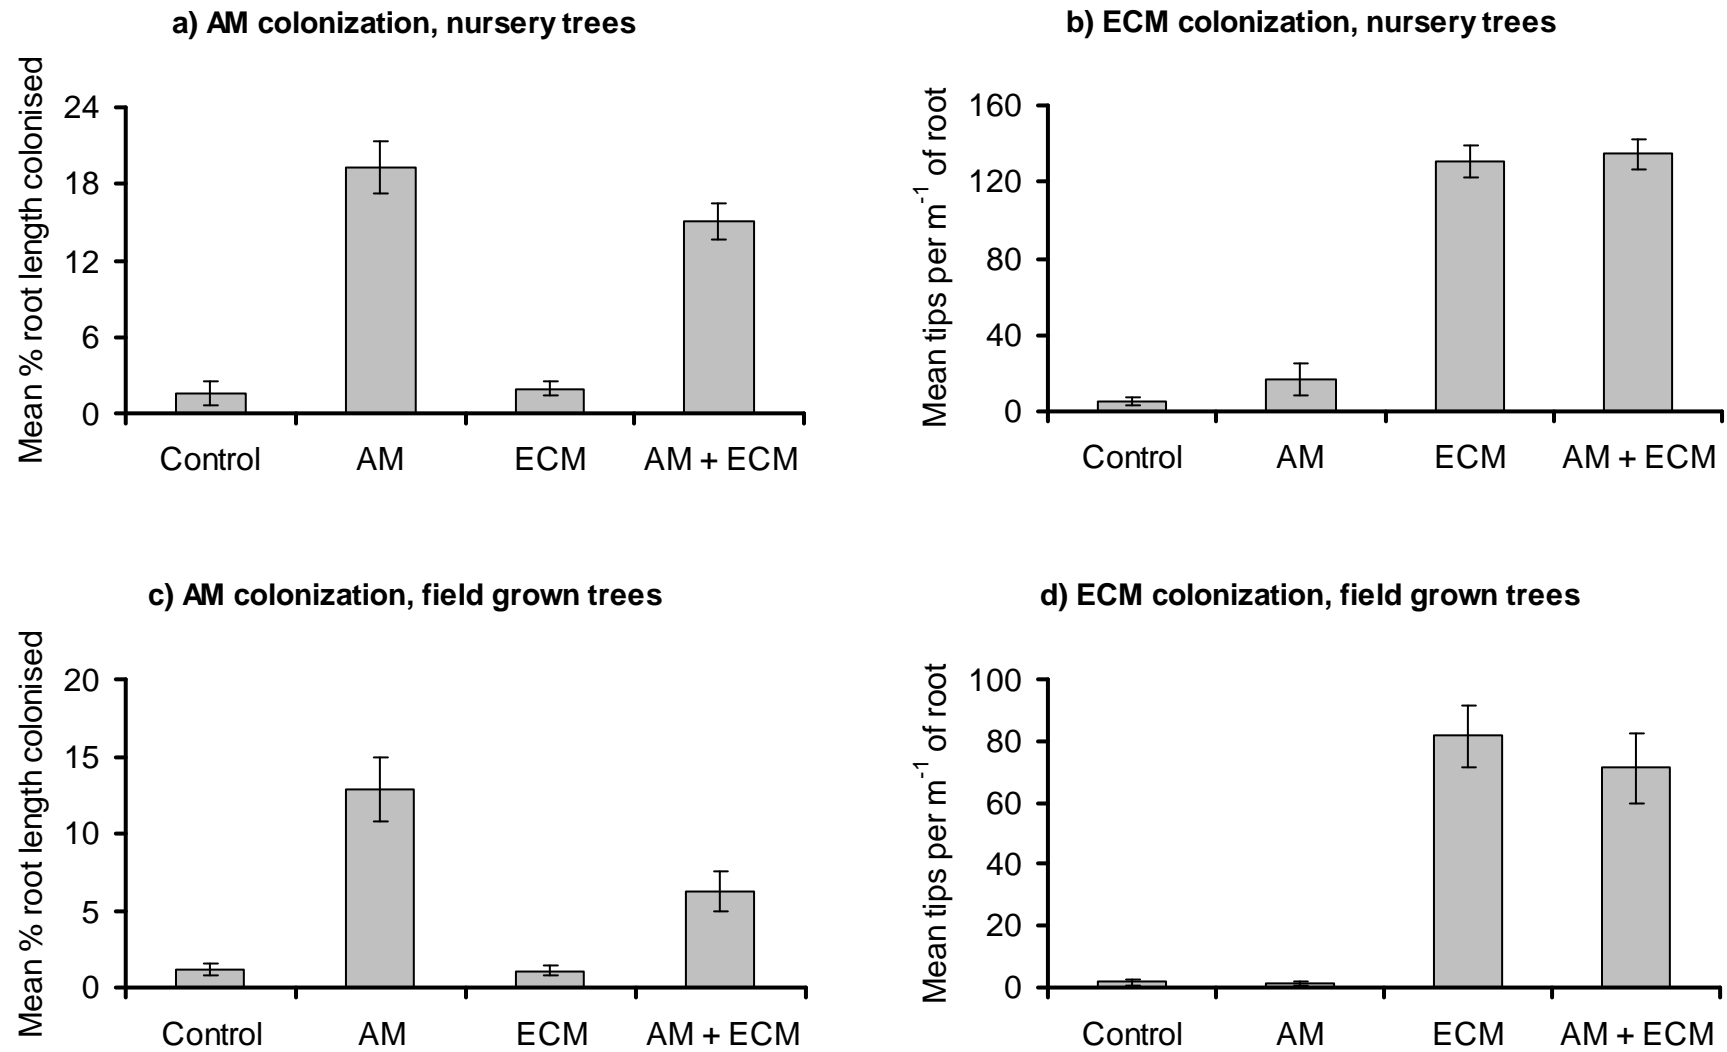 a) AM colonization, nursery trees
Mean % root length colonised
24
18
12
6
0
Control AM ECM AM + ECM
b) ECM colonization, nursery trees
Mean tips per m⁻¹ of root
160
120
80
40
0
Control AM ECM AM + ECM
c) AM colonization, field grown trees
Mean % root length colonised
20
15
10
5
0
Control AM ECM AM + ECM
d) ECM colonization, field grown trees
Mean tips per m⁻¹ of root
100
80
60
40
20
0
Control AM ECM AM + ECM